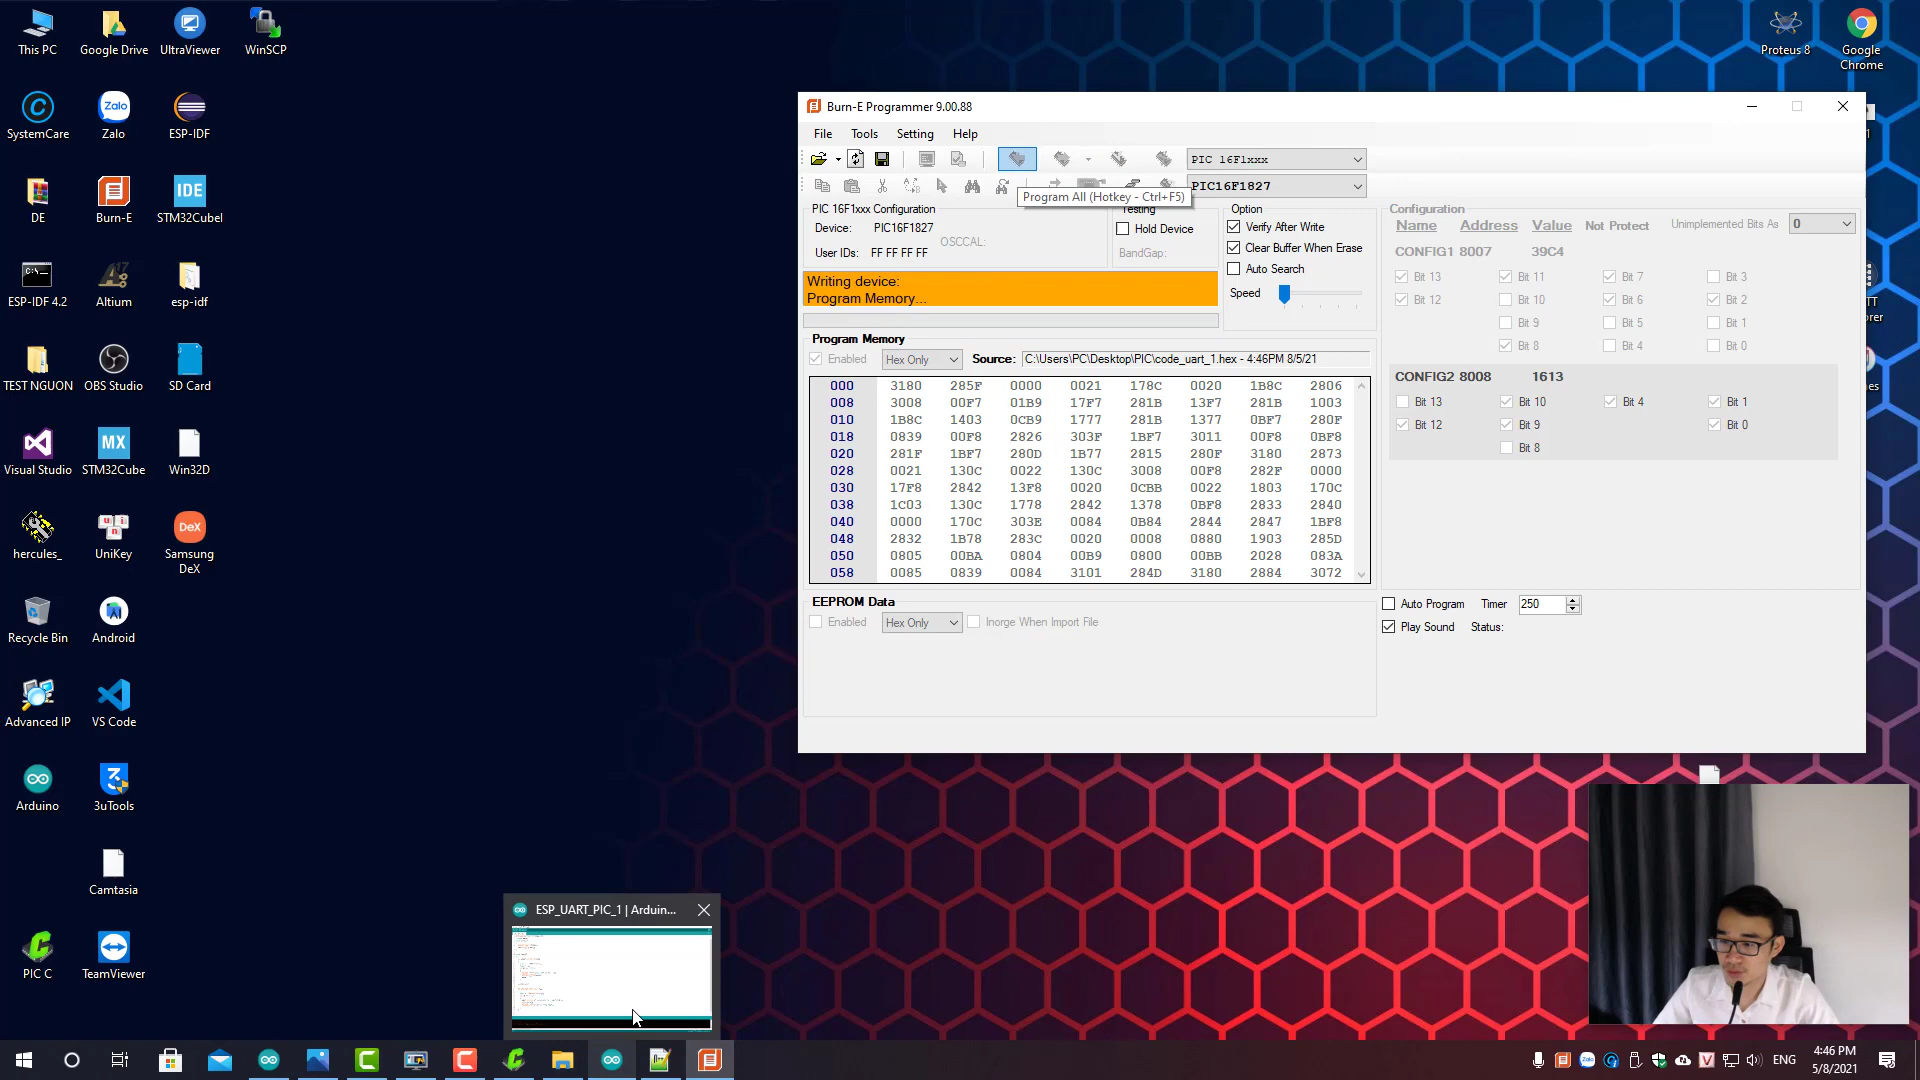 This PC
Google Drive
UltraViewer
WinSCP
SystemCare
Zalo
Zalo
ESP-IDF
DE
Burn-E
IDE
STM32CubeI
ESP-IDF 4.2
Altium
esp-idf
TEST NGUON
OBS Studio
SD Card
Visual Studio
MX
STM32Cube
Win32D
hercules_
UniKey
DeX
Samsung
DeX
Recycle Bin
Android
Advanced IP
VS Code
Arduino
3uTools
Camtasia
PIC C
TeamViewer
Proteus 8
Google
Chrome
Burn-E Programmer 9.00.88
File Tools Setting Help
PIC 16F1xxx
PIC16F1827
Program All (Hotkey - Ctrl+F5)
PIC 16F1xxx Configuration
Device: PIC16F1827
OSCCAL:
User IDs: FF FF FF FF
Testing
Hold Device
BandGap:
Option
Verify After Write
Clear Buffer When Erase
Auto Search
Speed
Writing device:
Program Memory...
Program Memory
Enabled Hex Only Source: C:\Users\PC\Desktop\PIC\code_uart_1.hex - 4:46PM 8/5/21
000 3180 285F 0000 0021 178C 0020 1B8C 2806
008 3008 00F7 01B9 17F7 281B 13F7 281B 1003
010 1B8C 1403 0CB9 1777 281B 1377 0BF7 280F
018 0839 00F8 2826 303F 1BF7 3011 00F8 0BF8
020 281F 1BF7 280D 1B77 2815 280F 3180 2873
028 0021 130C 0022 130C 3008 00F8 282F 0000
030 17F8 2842 13F8 0020 0CBB 0022 1803 170C
038 1C03 130C 1778 2842 1378 0BF8 2833 2840
040 0000 170C 303E 0084 0B84 2844 2847 1BF8
048 2832 1B78 283C 0020 0008 0880 1903 285D
050 0805 00BA 0804 00B9 0800 00BB 2028 083A
058 0085 0839 0084 3101 284D 3180 2884 3072
EEPROM Data
Enabled Hex Only Inorge When Import File
Configuration
Name Address Value Not Protect Unimplemented Bits As 0
CONFIG1 8007 39C4
Bit 13 Bit 11 Bit 7 Bit 3
Bit 12 Bit 10 Bit 6 Bit 2
Bit 9 Bit 5 Bit 1
Bit 8 Bit 4 Bit 0
CONFIG2 8008 1613
Bit 13 Bit 10 Bit 4 Bit 1
Bit 12 Bit 9 Bit 0
Bit 8
Auto Program Timer 250
Play Sound Status:
ESP_UART_PIC_1 | Arduin...
ENG
4:46 PM
5/8/2021